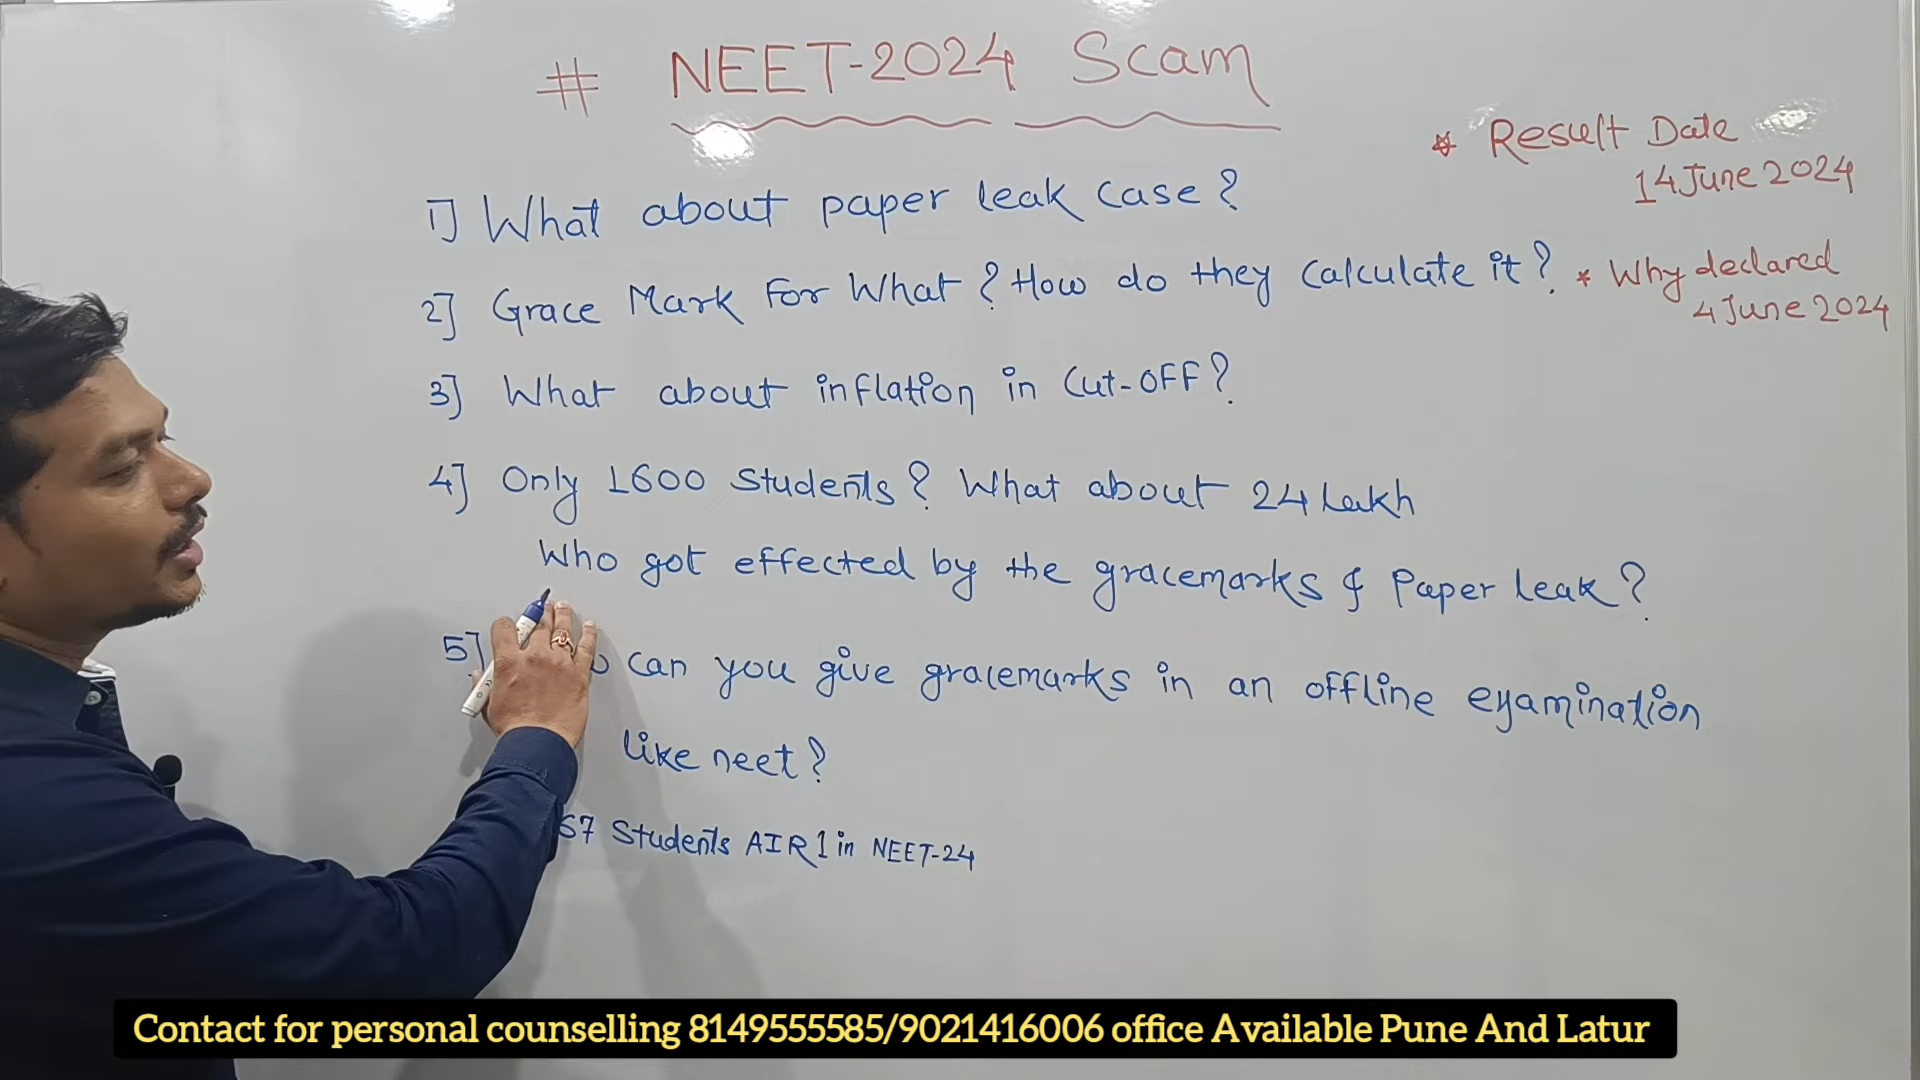 # NEET-2024 Scam
* Result Date
14 June 2024
1] What about paper leak case?
2] Grace Mark For What? How do they calculate it?
* Why declared
4 June 2024
3] What about inflation in Cut-OFF?
4] Only 1600 Students? What about 24 Lakh
Who got effected by the gracemarks & Paper leak?
5] can you give gracemarks in an offline examination
like neet?
67 Students AIR 1 in NEET-24
Contact for personal counselling 8149555585/9021416006 office Available Pune And Latur